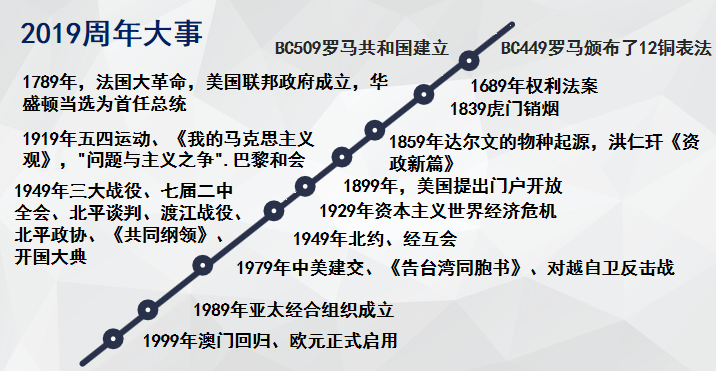 2019周年大事
BC509罗马共和国建立
BC449罗马颁布了12铜表法
1789年，法国大革命，美国联邦政府成立，华
盛顿当选为首任总统
1689年权利法案
1839虎门销烟
1919年五四运动、《我的马克思主义
观》，"问题与主义之争".巴黎和会
1859年达尔文的物种起源，洪仁玕《资
政新篇》
1949年三大战役、七届二中
全会、北平谈判、渡江战役、
北平政协、《共同纲领》、
开国大典
1899年，美国提出门户开放
1929年资本主义世界经济危机
1949年北约、经互会
1979年中美建交、《告台湾同胞书》、对越自卫反击战
1989年亚太经合组织成立
1999年澳门回归、欧元正式启用